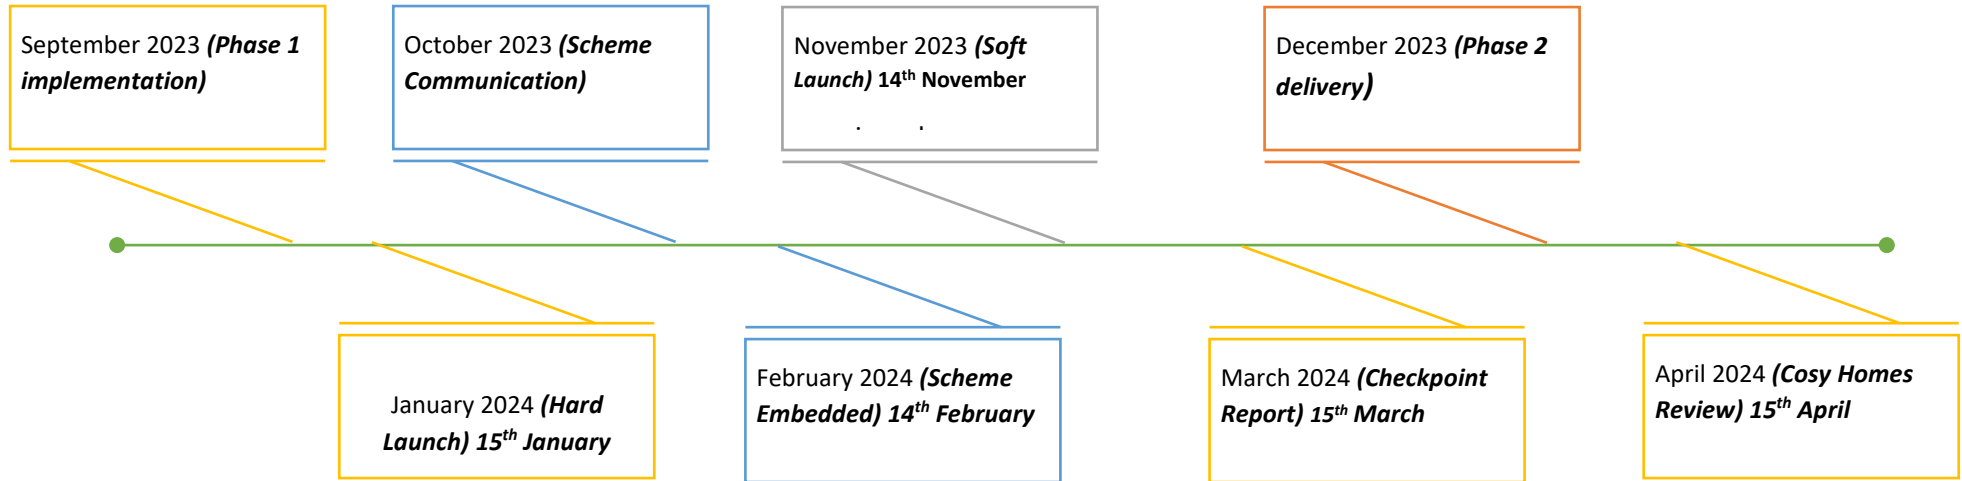 September 2023 (Phase 1
implementation)
October 2023 (Scheme
Communication)
November 2023 (Soft
Launch) 14th November
December 2023 (Phase 2
delivery)
January 2024 (Hard
Launch) 15th January
February 2024 (Scheme
Embedded) 14th February
March 2024 (Checkpoint
Report) 15th March
April 2024 (Cosy Homes
Review) 15th April